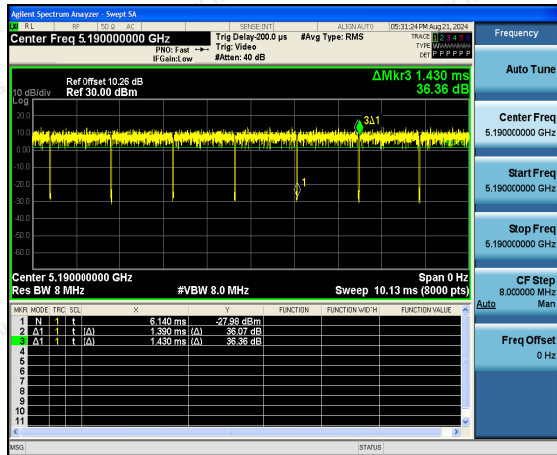 Agilent Spectrum Analyzer - Swept SA
RL RF 50 Ω AC SENSE:INT ALIGN AUTO 05:31:24 PM Aug 21, 2024
Center Freq 5.190000000 GHz
PNO: Fast
IFGain:Low
Trig Delay-200.0 µs
Trig: Video
#Atten: 40 dB
#Avg Type: RMS
TRACE 1 2 3 4 5 6
TYPE
DET P P P P P P
Frequency
Auto Tune
Center Freq
5.190000000 GHz
Start Freq
5.190000000 GHz
Stop Freq
5.190000000 GHz
CF Step
8.000000 MHz
Auto Man
Freq Offset
0 Hz
Ref Offset 10.26 dB
10 dB/div Ref 30.00 dBm
ΔMkr3 1.430 ms
36.36 dB
Log
20.0
10.0
0.00
-10.0
-20.0
-30.0
-40.0
-50.0
-60.0
3Δ1
1
Center 5.190000000 GHz Span 0 Hz
Res BW 8 MHz #VBW 8.0 MHz Sweep 10.13 ms (8000 pts)
MKR MODE TRC SCL X Y FUNCTION FUNCTION WIDTH FUNCTION VALUE
1 N 1 t 6.140 ms -27.98 dBm
2 Δ1 1 t (Δ) 1.390 ms (Δ) 36.07 dB
3 Δ1 1 t (Δ) 1.430 ms (Δ) 36.36 dB
4
5
6
7
8
9
10
11
MSG STATUS